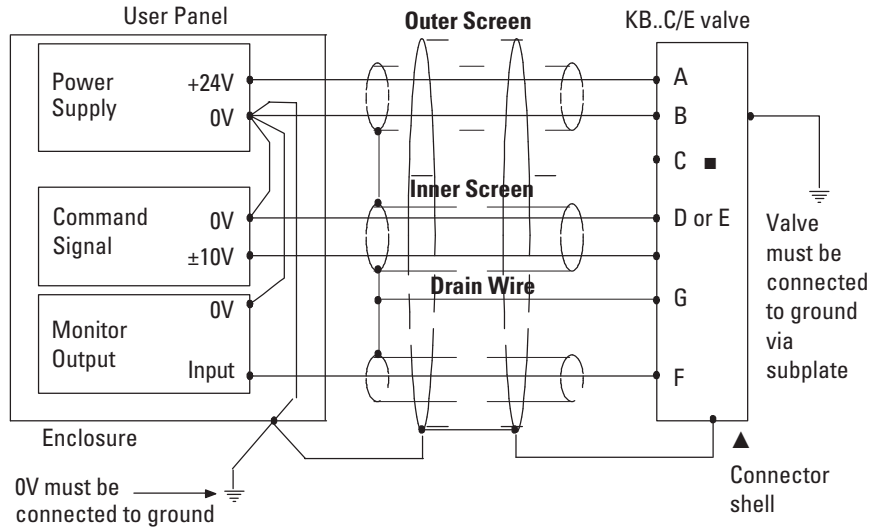 User Panel
Outer Screen
KB..C/E valve
Power
Supply
+24V
0V
A
B
C ■
Inner Screen
Command
Signal
0V
±10V
D or E
Valve
must be
connected
to ground
via
subplate
Drain Wire
G
Monitor
Output
0V
Input
F
Enclosure
▲
Connector
shell
0V must be
connected to ground